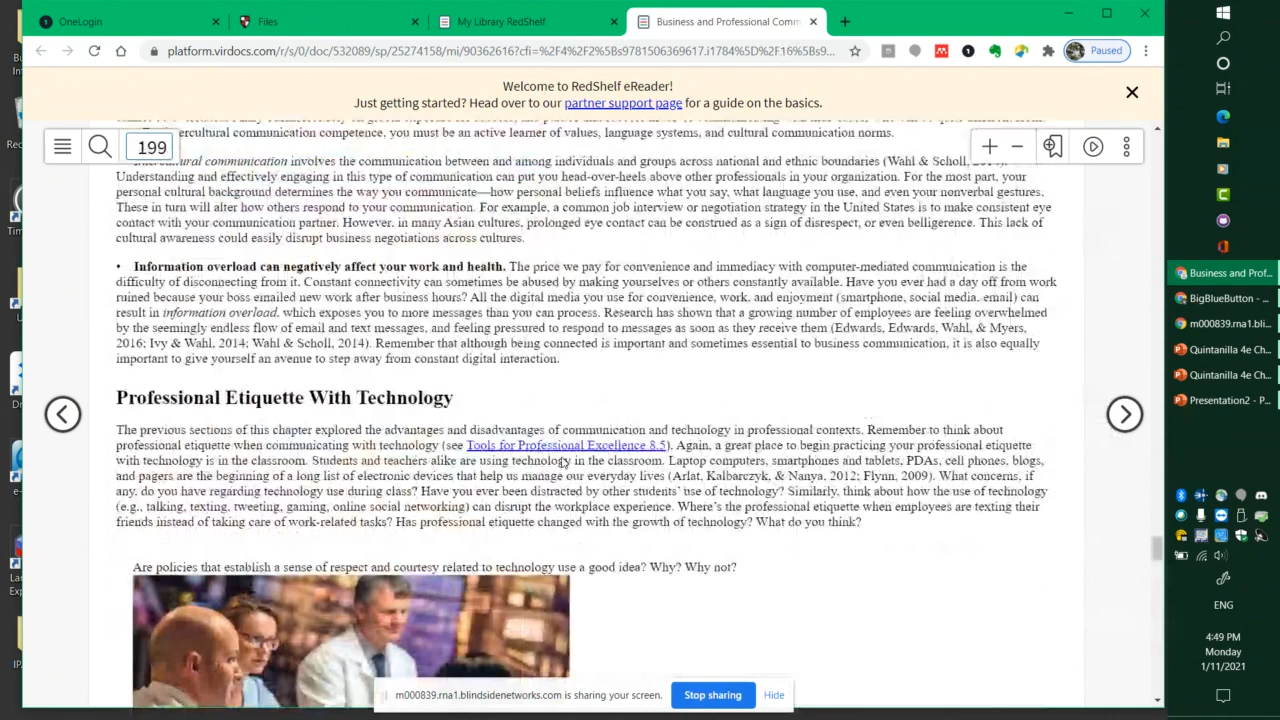 OneLogin
Files
My Library RedShelf
Business and Professional Comm
platform.virdocs.com/r/s/0/doc/532089/sp/25274158/mi/90362616?cfi=%2F4%2F2%5Bs9781506369617.i1784%5D%2F16%5Bs9...
Paused
Welcome to RedShelf eReader!
Just getting started? Head over to our partner support page for a guide on the basics.
199
ercultural communication competence, you must be an active learner of values, language systems, and cultural communication norms.
communication involves the communication between and among individuals and groups across national and ethnic boundaries (Wahl & Scholl,
Understanding and effectively engaging in this type of communication can put you head-over-heels above other professionals in your organization. For the most part, your
personal cultural background determines the way you communicate—how personal beliefs influence what you say, what language you use, and even your nonverbal gestures.
These in turn will alter how others respond to your communication. For example, a common job interview or negotiation strategy in the United States is to make consistent eye
contact with your communication partner. However, in many Asian cultures, prolonged eye contact can be construed as a sign of disrespect, or even belligerence. This lack of
cultural awareness could easily disrupt business negotiations across cultures.
• Information overload can negatively affect your work and health. The price we pay for convenience and immediacy with computer-mediated communication is the
difficulty of disconnecting from it. Constant connectivity can sometimes be abused by making yourselves or others constantly available. Have you ever had a day off from work
ruined because your boss emailed new work after business hours? All the digital media you use for convenience, work, and enjoyment (smartphone, social media, email) can
result in information overload, which exposes you to more messages than you can process. Research has shown that a growing number of employees are feeling overwhelmed
by the seemingly endless flow of email and text messages, and feeling pressured to respond to messages as soon as they receive them (Edwards, Edwards, Wahl, & Myers,
2016; Ivy & Wahl, 2014; Wahl & Scholl, 2014). Remember that although being connected is important and sometimes essential to business communication, it is also equally
important to give yourself an avenue to step away from constant digital interaction.
Professional Etiquette With Technology
The previous sections of this chapter explored the advantages and disadvantages of communication and technology in professional contexts. Remember to think about
professional etiquette when communicating with technology (see Tools for Professional Excellence 8.5). Again, a great place to begin practicing your professional etiquette
with technology is in the classroom. Students and teachers alike are using technology in the classroom. Laptop computers, smartphones and tablets, PDAs, cell phones, blogs,
and pagers are the beginning of a long list of electronic devices that help us manage our everyday lives (Arlat, Kalbarczyk, & Nanya, 2012; Flynn, 2009). What concerns, if
any, do you have regarding technology use during class? Have you ever been distracted by other students' use of technology? Similarly, think about how the use of technology
(e.g., talking, texting, tweeting, gaming, online social networking) can disrupt the workplace experience. Where's the professional etiquette when employees are texting their
friends instead of taking care of work-related tasks? Has professional etiquette changed with the growth of technology? What do you think?
Are policies that establish a sense of respect and courtesy related to technology use a good idea? Why? Why not?
m000839.rna1.blindsidenetworks.com is sharing your screen.
Stop sharing
Hide
Business and Prof...
BigBlueButton - ...
m000839.rna1.bli...
Quintanilla 4e Ch...
Quintanilla 4e Ch...
Presentation2 - P...
ENG
4:49 PM
Monday
1/11/2021